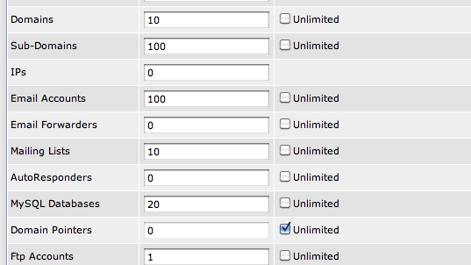 Domains 10 Unlimited
Sub-Domains 100 Unlimited
IPs 0
Email Accounts 100 Unlimited
Email Forwarders 0 Unlimited
Mailing Lists 10 Unlimited
AutoResponders 0 Unlimited
MySQL Databases 20 Unlimited
Domain Pointers 0 Unlimited
Ftp Accounts 1 Unlimited